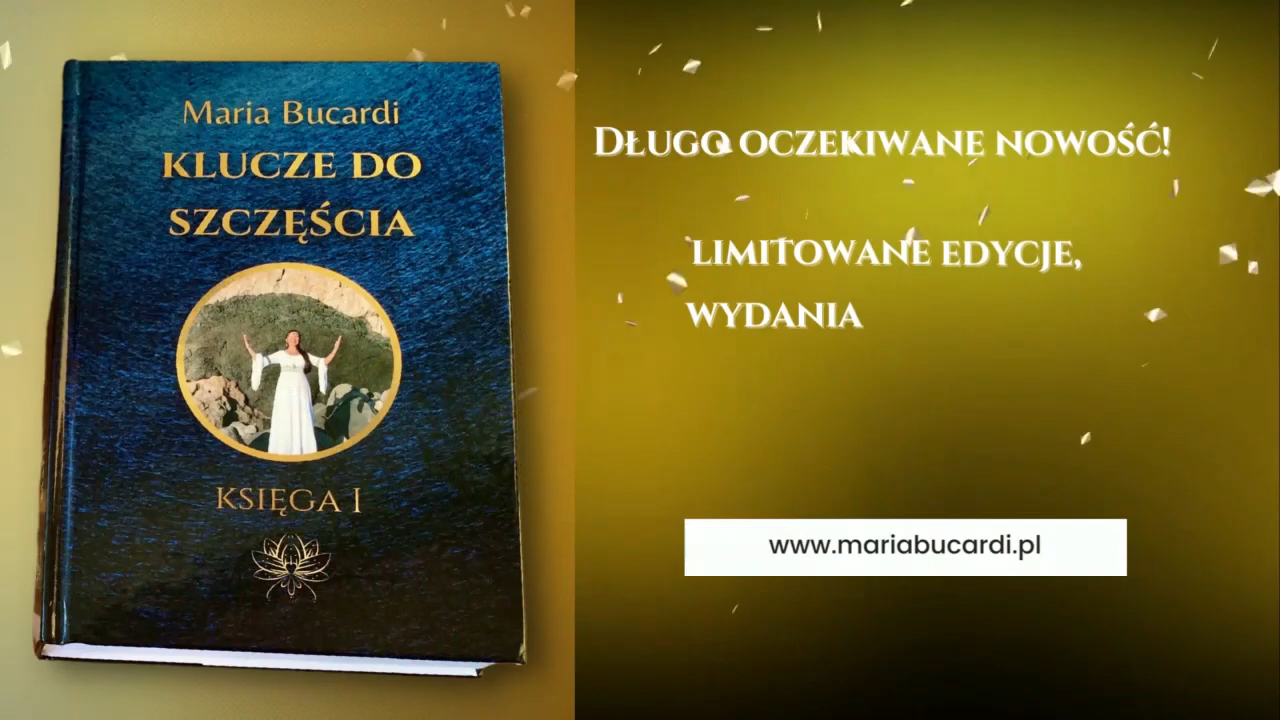 Maria Bucardi
KLUCZE DO
SZCZĘŚCIA
KSIĘGA I
DŁUGO OCZEKIWANE NOWOŚĆ!
LIMITOWANE EDYCJE,
WYDANIA
www.mariabucardi.pl